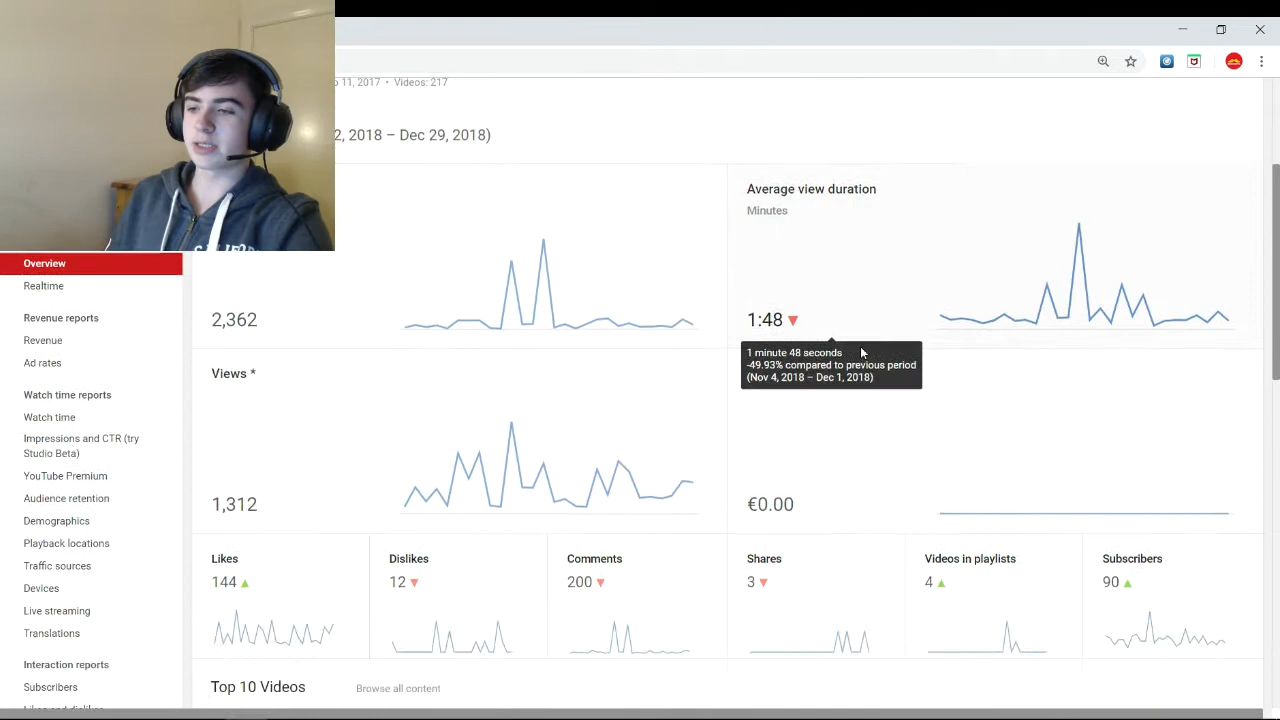 11, 2017 • Videos: 217
2, 2018 – Dec 29, 2018)
Average view duration
Minutes
Overview
Realtime
2,362
1:48
Revenue reports
Revenue
Ad rates
1 minute 48 seconds
-49.93% compared to previous period
(Nov 4, 2018 – Dec 1, 2018)
Views *
Watch time reports
Watch time
Impressions and CTR (try
Studio Beta)
YouTube Premium
Audience retention
1,312
€0.00
Demographics
Playback locations
Traffic sources
Devices
Live streaming
Translations
Likes
144
Dislikes
12
Comments
200
Shares
3
Videos in playlists
4
Subscribers
90
Interaction reports
Subscribers
Top 10 Videos
Browse all content